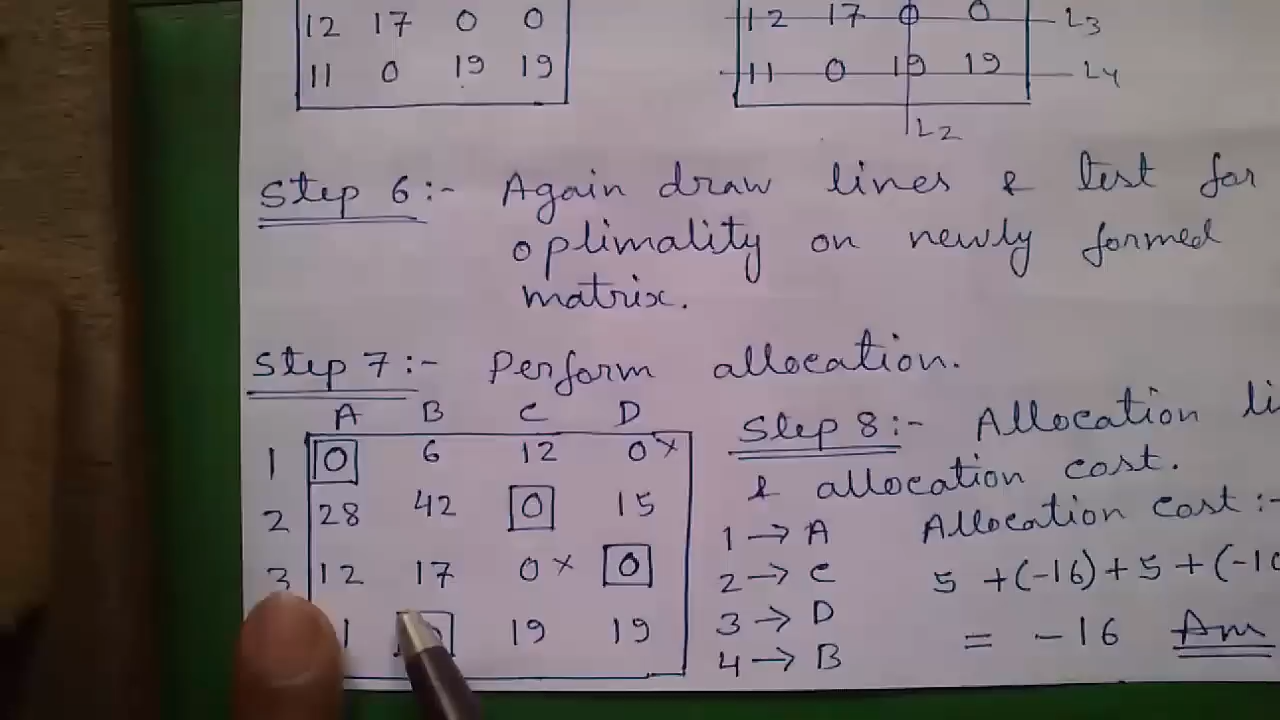 12 17 0 0
11 0 19 19
12 17 0 0 L3
11 0 19 19 L4
L2
Step 6:- Again draw lines & test for
optimality on newly formed
matrix.
Step 7:- Perform allocation.
A B C D
1 0 6 12 0 x
2 28 42 0 15
3 12 17 0 x 0
1 19 19
Step 8:- Allocation
& allocation cost.
1 → A
2 → C
3 → D
4 → B
Allocation cost:-
5 + (-16) + 5 + (-10
= -16 Ans